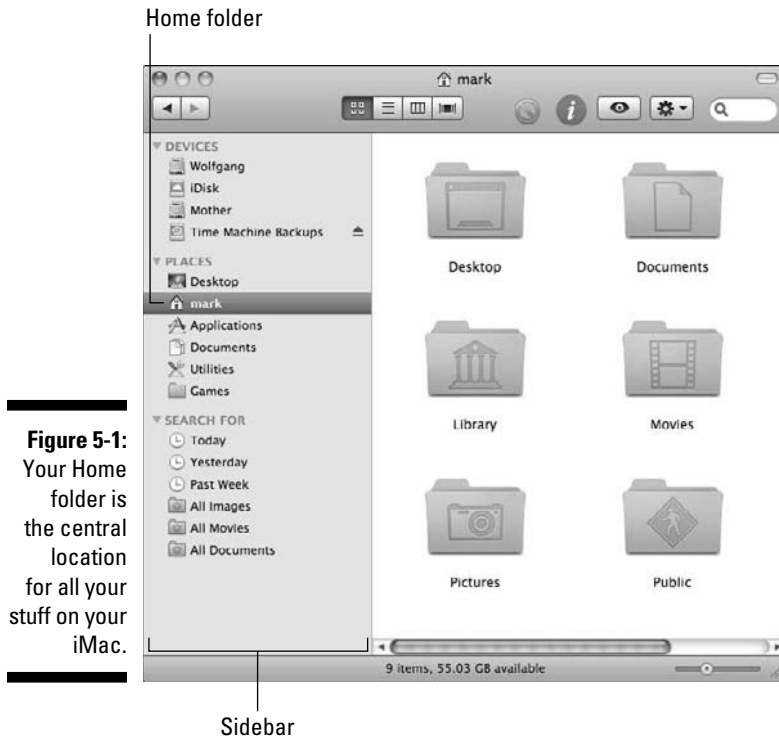 Home folder
mark
DEVICES
Wolfgang
iDisk
Mother
Time Machine Backups
PLACES
Desktop
mark
Applications
Documents
Utilities
Games
SEARCH FOR
Today
Yesterday
Past Week
All Images
All Movies
All Documents
Desktop
Documents
Library
Movies
Pictures
Public
9 items, 55.03 GB available
Sidebar
Figure 5-1:
Your Home
folder is
the central
location
for all your
stuff on your
iMac.